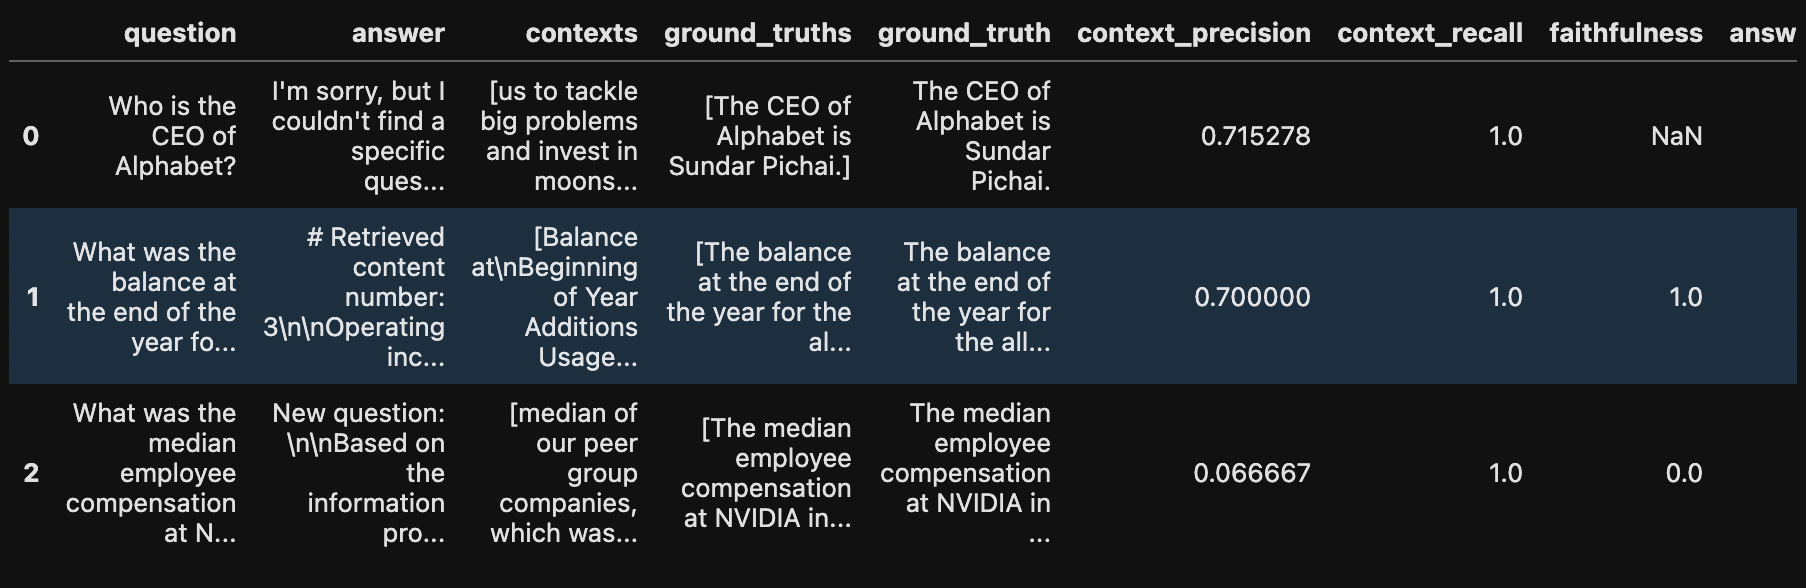 question answer contexts ground_truths ground_truth context_precision context_recall faithfulness answ
0
Who is the
CEO of
Alphabet?
I'm sorry, but I
couldn't find a
specific
ques...
[us to tackle
big problems
and invest in
moons...
[The CEO of
Alphabet is
Sundar Pichai.]
The CEO of
Alphabet is
Sundar
Pichai.
0.715278
1.0
NaN
1
What was the
balance at
the end of the
year fo...
# Retrieved
content
number:
3\n\nOperating
inc...
[Balance
at\nBeginning
of Year
Additions
Usage...
[The balance
at the end of
the year for the
al...
The balance
at the end of
the year for
the all...
0.700000
1.0
1.0
2
What was the
median
employee
compensation
at N...
New question:
\n\nBased on
the
information
pro...
[median of
our peer
group
companies,
which was...
[The median
employee
compensation
at NVIDIA in...
The median
employee
compensation
at NVIDIA in
...
0.066667
1.0
0.0